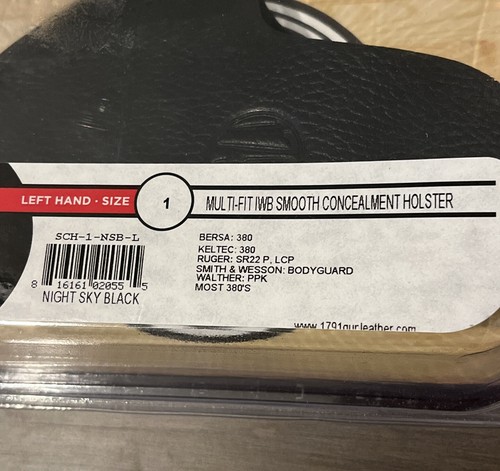 LEFT HAND · SIZE 1 MULTI-FIT IWB SMOOTH CONCEALMENT HOLSTER
SCH-1-NSB-L
8 16161 02055 5
NIGHT SKY BLACK
BERSA: 380
KELTEC: 380
RUGER: SR22 P, LCP
SMITH & WESSON: BODYGUARD
WALTHER: PPK
MOST 380'S
www.1791gunleather.com